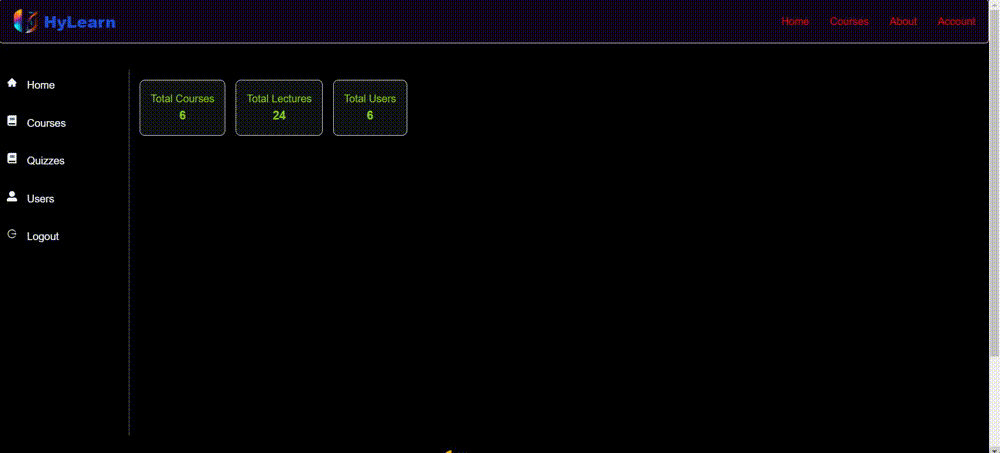 HyLearn
Home Courses About Account
Home
Courses
Quizzes
Users
Logout
Total Courses
6
Total Lectures
24
Total Users
6